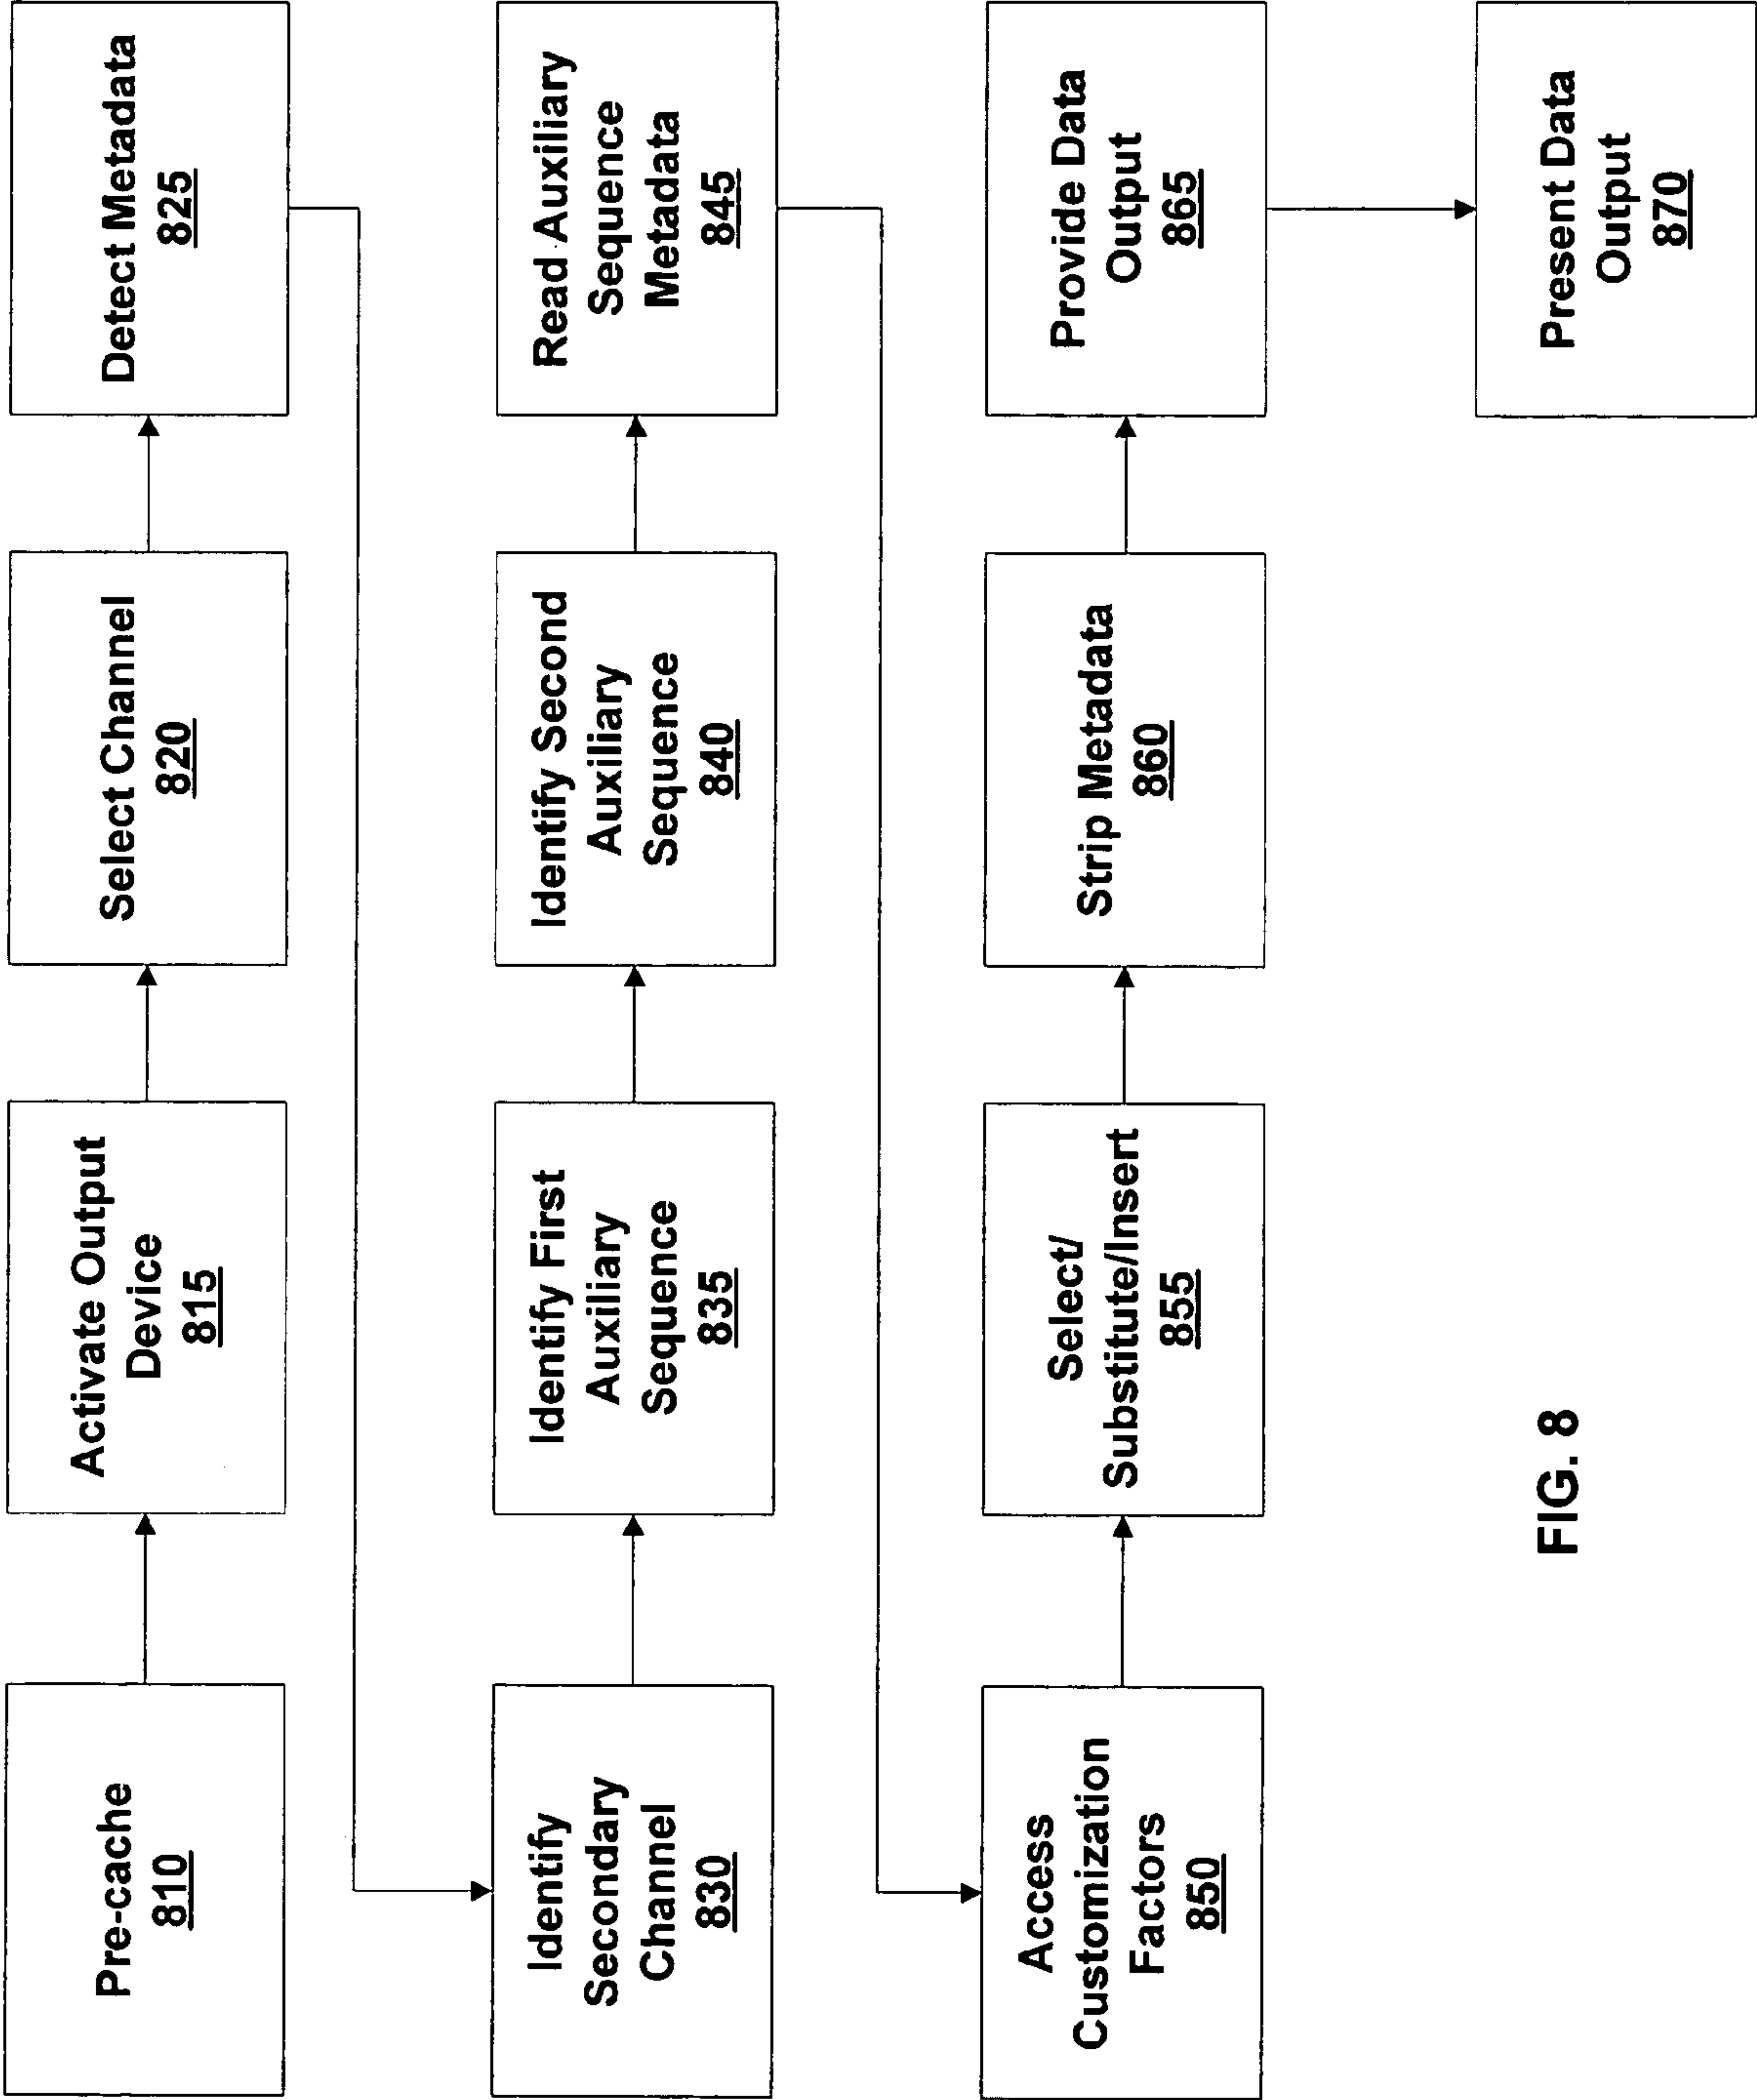 Pre-cache
810
Activate Output
Device
815
Select Channel
820
Detect Metadata
825
Identify
Secondary
Channel
830
Identify First
Auxiliary
Sequence
835
Identify Second
Auxiliary
Sequence
840
Read Auxiliary
Sequence
Metadata
845
Access
Customization
Factors
850
Select/
Substitute/Insert
855
Strip Metadata
860
Provide Data
Output
865
Present Data
Output
870
FIG. 8